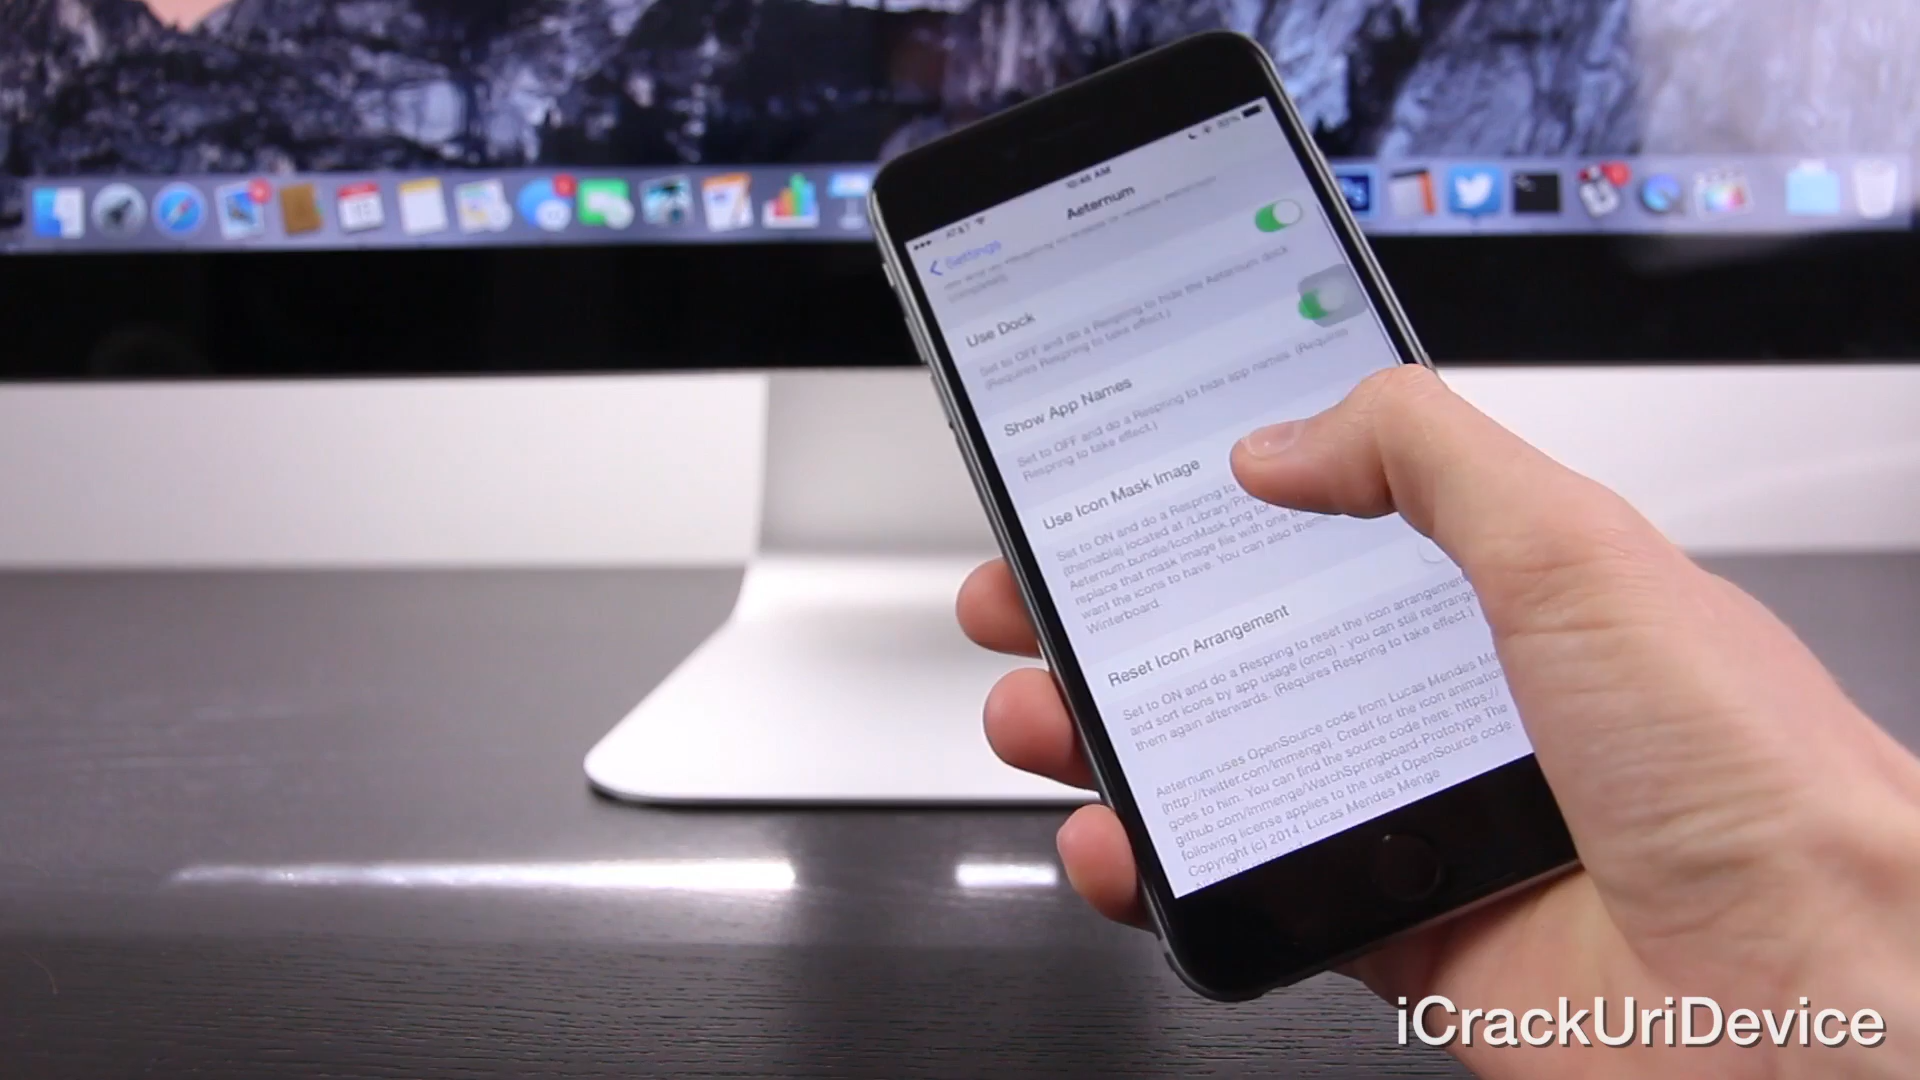 AT&T
10:45 AM
Settings
Aeternum
(completed)
Use Dock
Set to OFF and do a Respring to hide the Aeternum dock
(Requires Respring to take effect.)
Show App Names
Set to OFF and do a Respring to hide app names (Requires
Respring to take effect.)
Use Icon Mask Image
Set to ON and do a Respring to
(themable) located at /Library/
Aeternum.bundle/IconMask.png for
replace that mask image file with one
want the icons to have. You can also
Winterboard.
Reset Icon Arrangement
Set to ON and do a Respring to reset the icon arrangement
and sort icons by app usage (once) - you can still rearrange
them again afterwards. (Requires Respring to take effect.)
Aeternum uses OpenSource code from Lucas Mendes
(http://twitter.com/lmmenge). Credit for the icon animation
goes to him. You can find the source code here: https://
github.com/lmmenge/WatchSpringboard-Prototype The
following license applies to the used OpenSource code:
Copyright (c) 2014, Lucas Mendes Menge
iCrackUriDevice